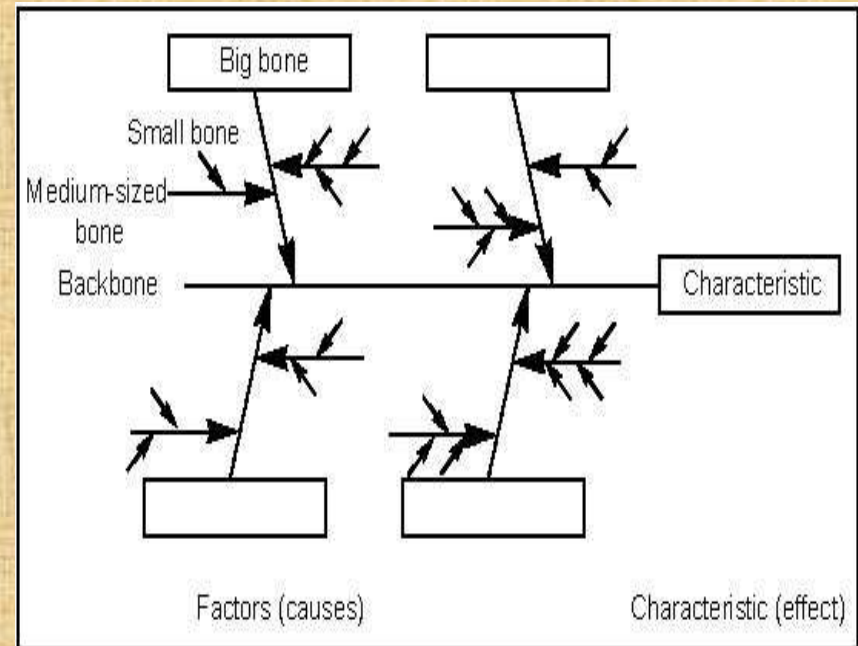 Big bone
Small bone
Medium-sized
bone
Backbone
Characteristic
Factors (causes)
Characteristic (effect)